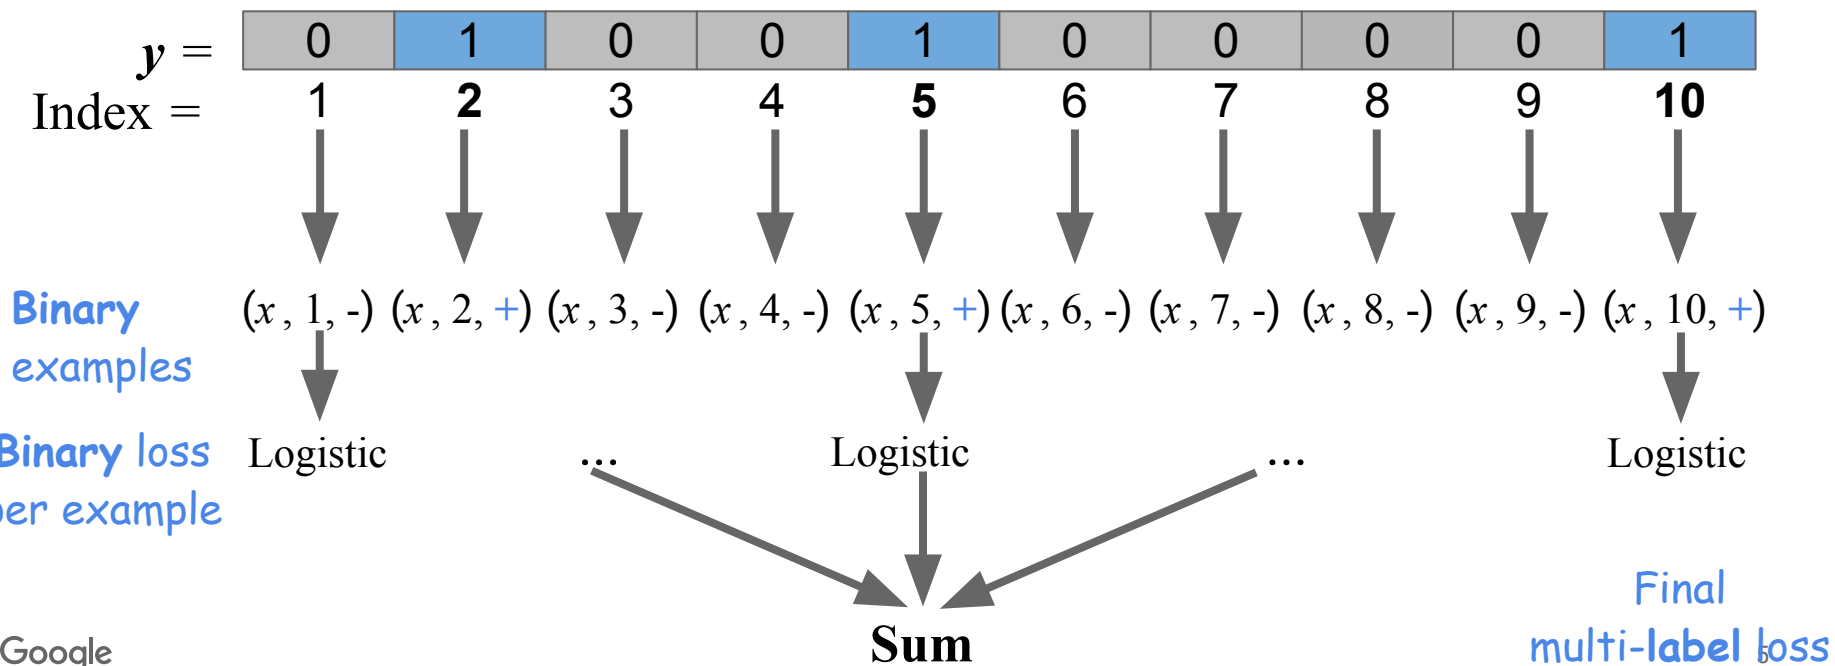 y = 0 1 0 0 1 0 0 0 0 1
Index = 1 2 3 4 5 6 7 8 9 10
Binary (x, 1, -) (x, 2, +) (x, 3, -) (x, 4, -) (x, 5, +) (x, 6, -) (x, 7, -) (x, 8, -) (x, 9, -) (x, 10, +)
examples
Binary loss Logistic ... Logistic ... Logistic
per example
Final
Sum
Google multi-label loss
5